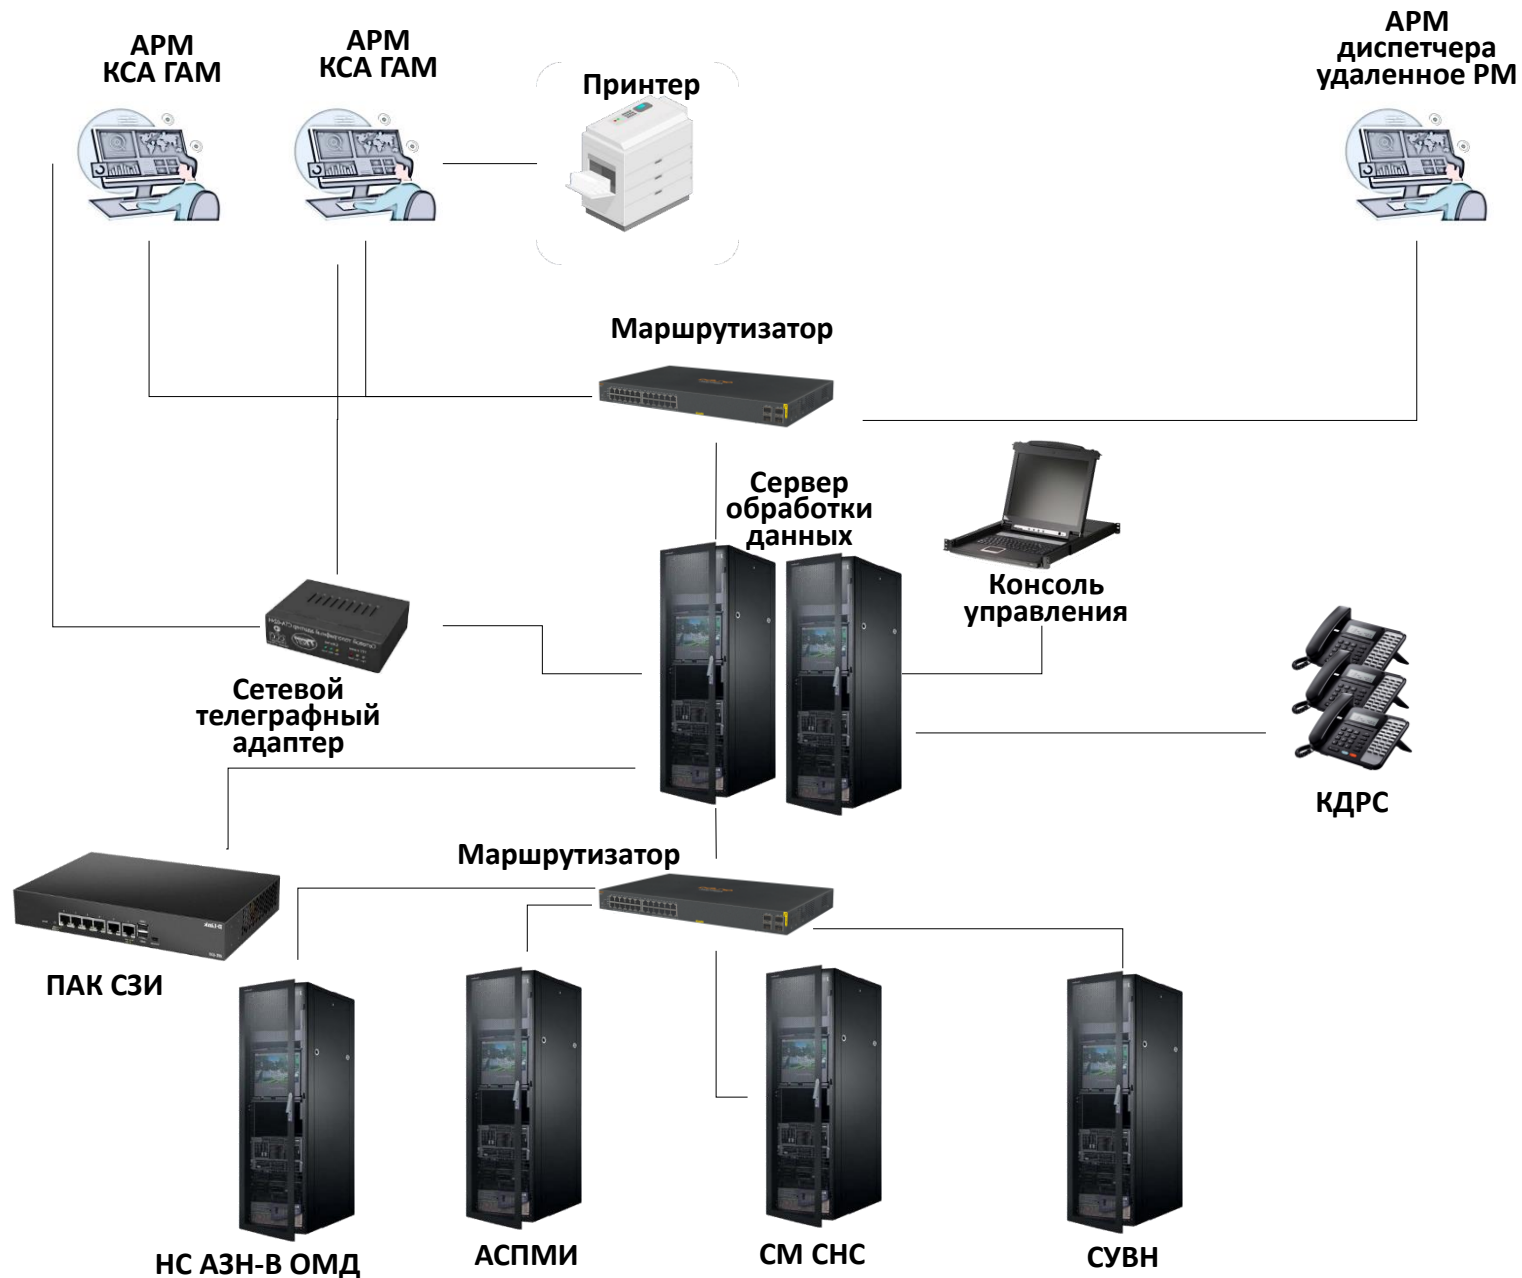 АРМ
КСА ГАМ
АРМ
КСА ГАМ
Принтер
АРМ
диспетчера
удаленное РМ
Маршрутизатор
Сервер
обработки
данных
Консоль
управления
Сетевой
телеграфный
адаптер
КДРС
Маршрутизатор
ПАК СЗИ
НС АЗН-В ОМД
АСПМИ
СМ СНС
СУВН